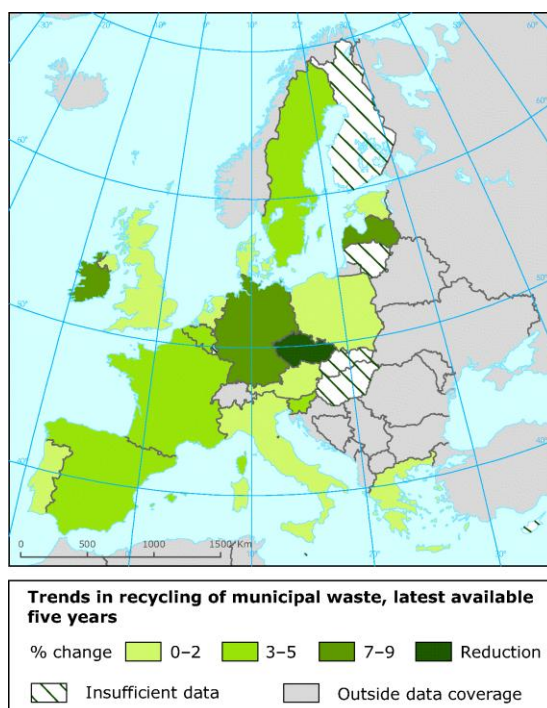 0 500 1000 1500 Km
Trends in recycling of municipal waste, latest available
five years
% change 0–2 3–5 7–9 Reduction
Insufficient data Outside data coverage